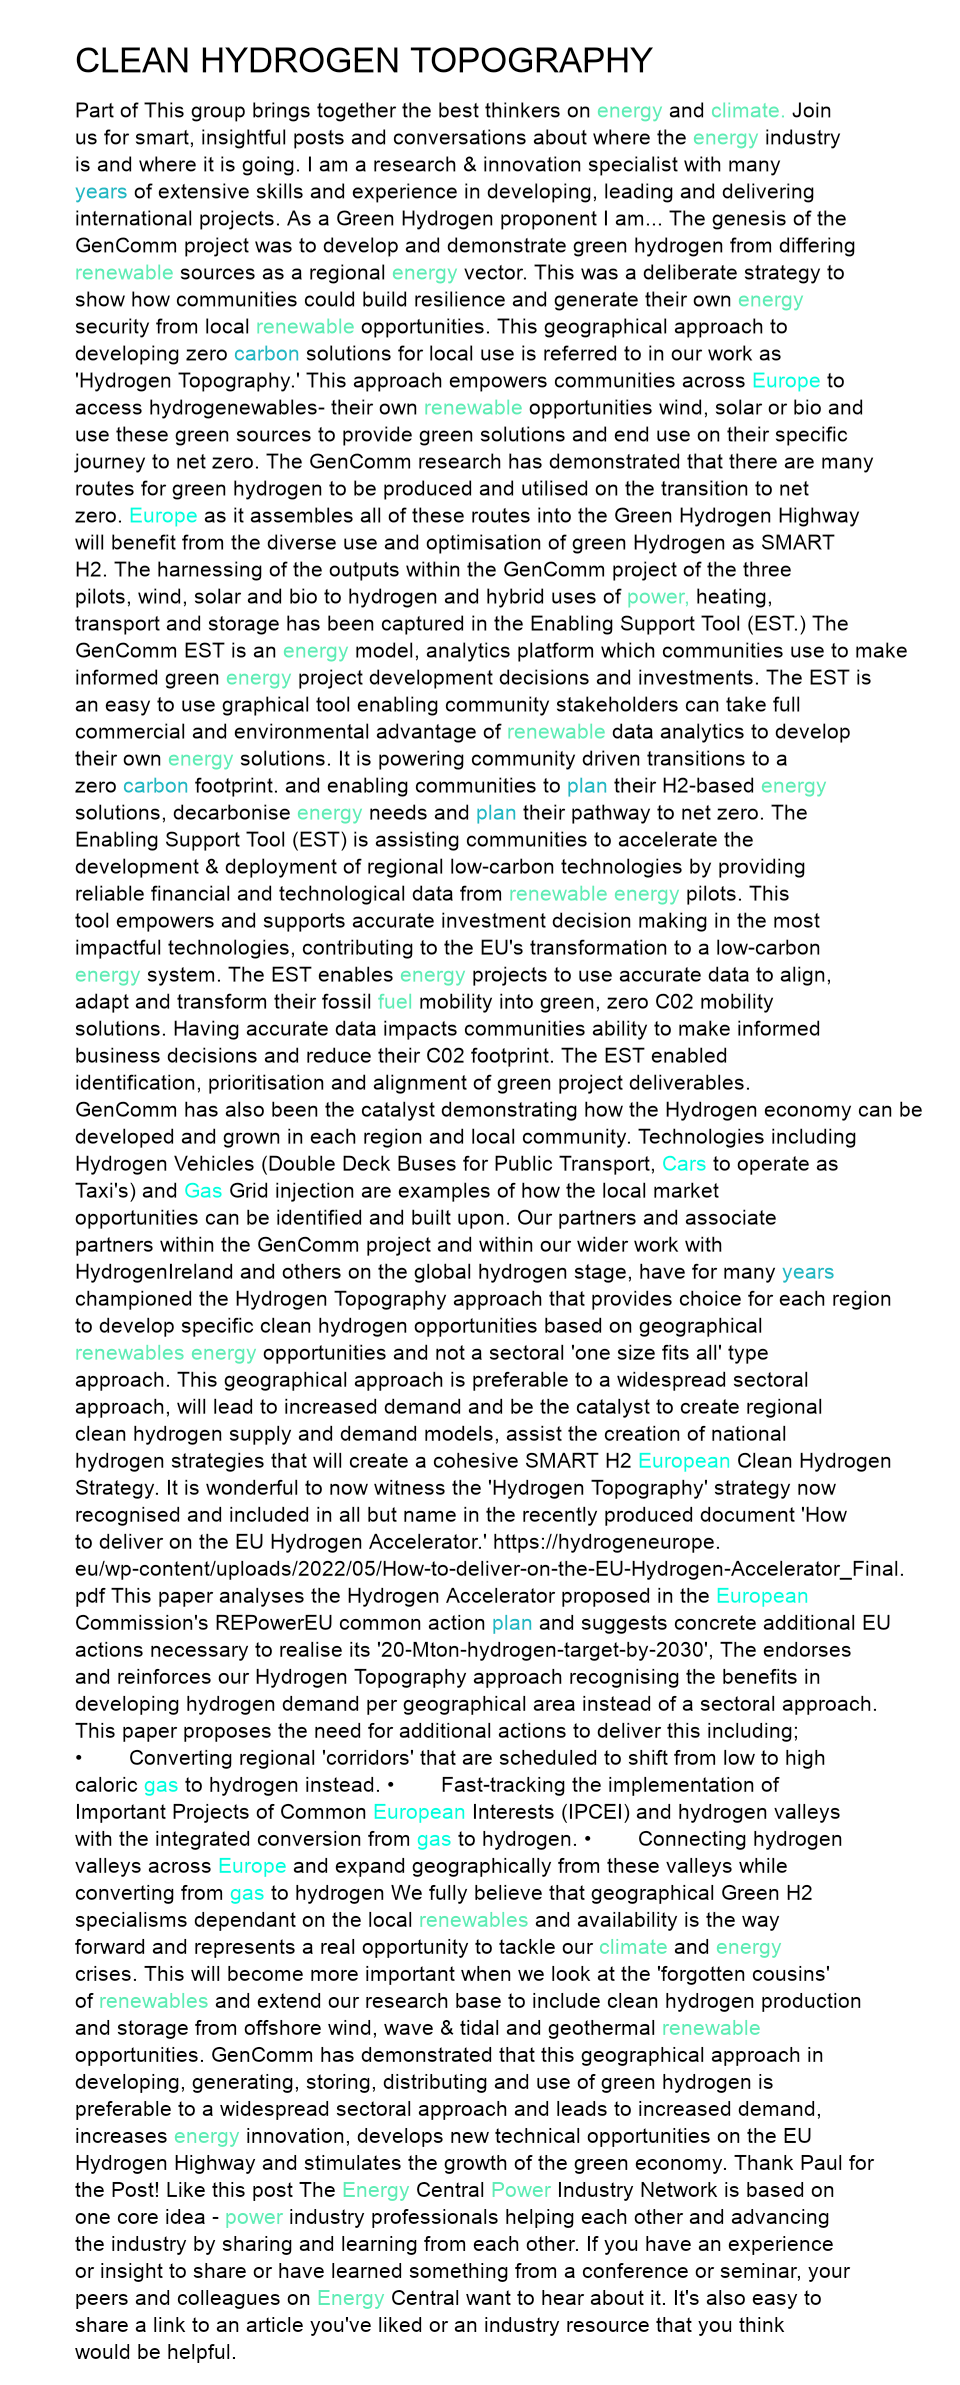 CLEAN HYDROGEN TOPOGRAPHY
Part of This group brings together the best thinkers on energy and climate. Join
us for smart, insightful posts and conversations about where the energy industry
is and where it is going. I am a research & innovation specialist with many
years of extensive skills and experience in developing, leading and delivering
international projects. As a Green Hydrogen proponent I am... The genesis of the
GenComm project was to develop and demonstrate green hydrogen from differing
renewable sources as a regional energy vector. This was a deliberate strategy to
show how communities could build resilience and generate their own energy
security from local renewable opportunities. This geographical approach to
developing zero carbon solutions for local use is referred to in our work as
'Hydrogen Topography.' This approach empowers communities across Europe to
access hydrogenewables- their own renewable opportunities wind, solar or bio and
use these green sources to provide green solutions and end use on their specific
journey to net zero. The GenComm research has demonstrated that there are many
routes for green hydrogen to be produced and utilised on the transition to net
zero. Europe as it assembles all of these routes into the Green Hydrogen Highway
will benefit from the diverse use and optimisation of green Hydrogen as SMART
H2. The harnessing of the outputs within the GenComm project of the three
pilots, wind, solar and bio to hydrogen and hybrid uses of power, heating,
transport and storage has been captured in the Enabling Support Tool (EST.) The
GenComm EST is an energy model, analytics platform which communities use to make
informed green energy project development decisions and investments. The EST is
an easy to use graphical tool enabling community stakeholders can take full
commercial and environmental advantage of renewable data analytics to develop
their own energy solutions. It is powering community driven transitions to a
zero carbon footprint. and enabling communities to plan their H2-based energy
solutions, decarbonise energy needs and plan their pathway to net zero. The
Enabling Support Tool (EST) is assisting communities to accelerate the
development & deployment of regional low-carbon technologies by providing
reliable financial and technological data from renewable energy pilots. This
tool empowers and supports accurate investment decision making in the most
impactful technologies, contributing to the EU's transformation to a low-carbon
energy system. The EST enables energy projects to use accurate data to align,
adapt and transform their fossil fuel mobility into green, zero C02 mobility
solutions. Having accurate data impacts communities ability to make informed
business decisions and reduce their C02 footprint. The EST enabled
identification, prioritisation and alignment of green project deliverables.
GenComm has also been the catalyst demonstrating how the Hydrogen economy can be
developed and grown in each region and local community. Technologies including
Hydrogen Vehicles (Double Deck Buses for Public Transport, Cars to operate as
Taxi's) and Gas Grid injection are examples of how the local market
opportunities can be identified and built upon. Our partners and associate
partners within the GenComm project and within our wider work with
HydrogenIreland and others on the global hydrogen stage, have for many years
championed the Hydrogen Topography approach that provides choice for each region
to develop specific clean hydrogen opportunities based on geographical
renewables energy opportunities and not a sectoral 'one size fits all' type
approach. This geographical approach is preferable to a widespread sectoral
approach, will lead to increased demand and be the catalyst to create regional
clean hydrogen supply and demand models, assist the creation of national
hydrogen strategies that will create a cohesive SMART H2 European Clean Hydrogen
Strategy. It is wonderful to now witness the 'Hydrogen Topography' strategy now
recognised and included in all but name in the recently produced document 'How
to deliver on the EU Hydrogen Accelerator.' https://hydrogeneurope.
eu/wp-content/uploads/2022/05/How-to-deliver-on-the-EU-Hydrogen-Accelerator_Final.
pdf This paper analyses the Hydrogen Accelerator proposed in the European
Commission's REPowerEU common action plan and suggests concrete additional EU
actions necessary to realise its '20-Mton-hydrogen-target-by-2030', The endorses
and reinforces our Hydrogen Topography approach recognising the benefits in
developing hydrogen demand per geographical area instead of a sectoral approach.
This paper proposes the need for additional actions to deliver this including;
• Converting regional 'corridors' that are scheduled to shift from low to high
caloric gas to hydrogen instead. • Fast-tracking the implementation of
Important Projects of Common European Interests (IPCEI) and hydrogen valleys
with the integrated conversion from gas to hydrogen. • Connecting hydrogen
valleys across Europe and expand geographically from these valleys while
converting from gas to hydrogen We fully believe that geographical Green H2
specialisms dependant on the local renewables and availability is the way
forward and represents a real opportunity to tackle our climate and energy
crises. This will become more important when we look at the 'forgotten cousins'
of renewables and extend our research base to include clean hydrogen production
and storage from offshore wind, wave & tidal and geothermal renewable
opportunities. GenComm has demonstrated that this geographical approach in
developing, generating, storing, distributing and use of green hydrogen is
preferable to a widespread sectoral approach and leads to increased demand,
increases energy innovation, develops new technical opportunities on the EU
Hydrogen Highway and stimulates the growth of the green economy. Thank Paul for
the Post! Like this post The Energy Central Power Industry Network is based on
one core idea - power industry professionals helping each other and advancing
the industry by sharing and learning from each other. If you have an experience
or insight to share or have learned something from a conference or seminar, your
peers and colleagues on Energy Central want to hear about it. It's also easy to
share a link to an article you've liked or an industry resource that you think
would be helpful.